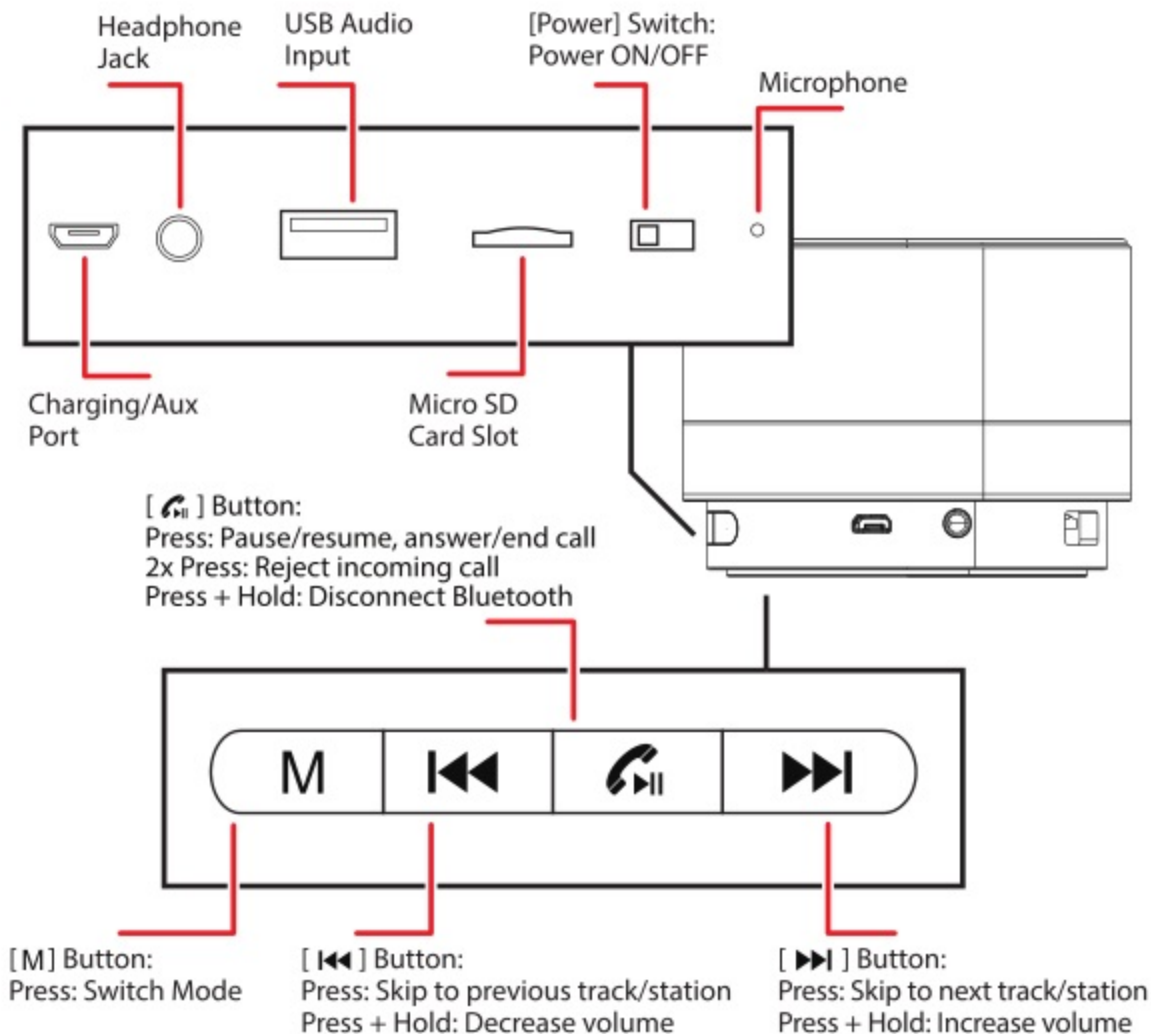 Headphone
Jack
USB Audio
Input
[Power] Switch:
Power ON/OFF
Microphone
Charging/Aux
Port
Micro SD
Card Slot
[ ] Button:
Press: Pause/resume, answer/end call
2x Press: Reject incoming call
Press + Hold: Disconnect Bluetooth
M
[M] Button:
Press: Switch Mode
[ ⏮ ] Button:
Press: Skip to previous track/station
Press + Hold: Decrease volume
[ ⏭ ] Button:
Press: Skip to next track/station
Press + Hold: Increase volume